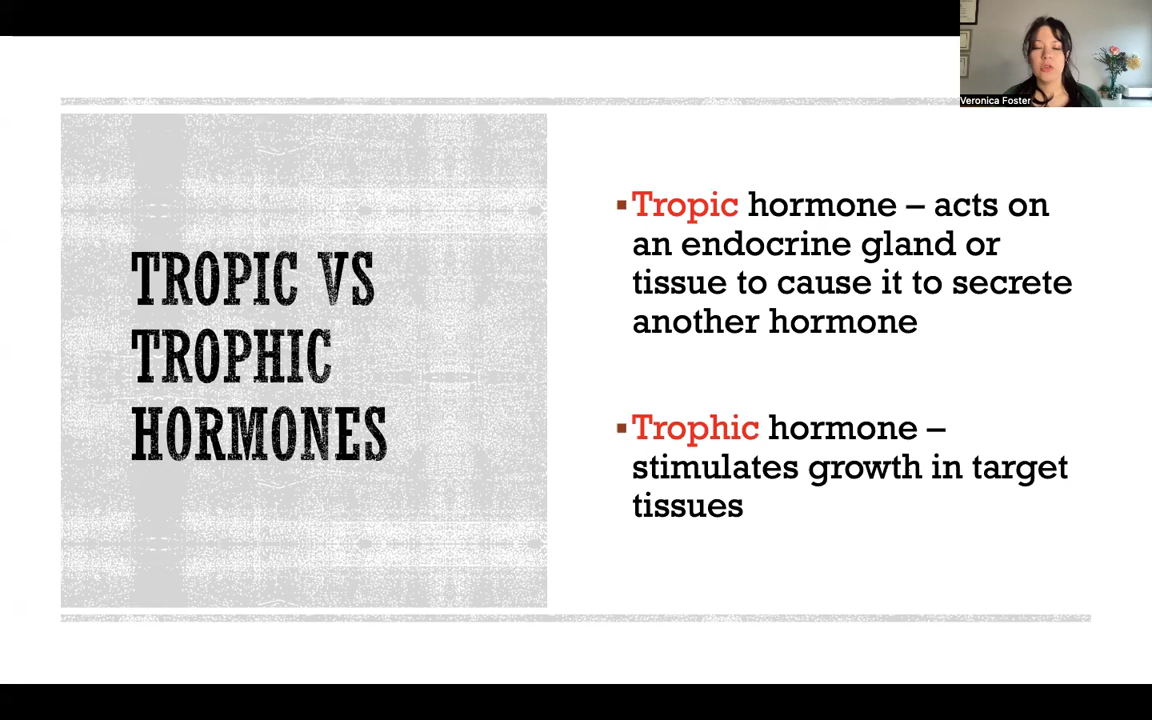 Veronica Foster
TROPIC VS
TROPHIC
HORMONES
▪Tropic hormone – acts on
an endocrine gland or
tissue to cause it to secrete
another hormone
▪Trophic hormone –
stimulates growth in target
tissues